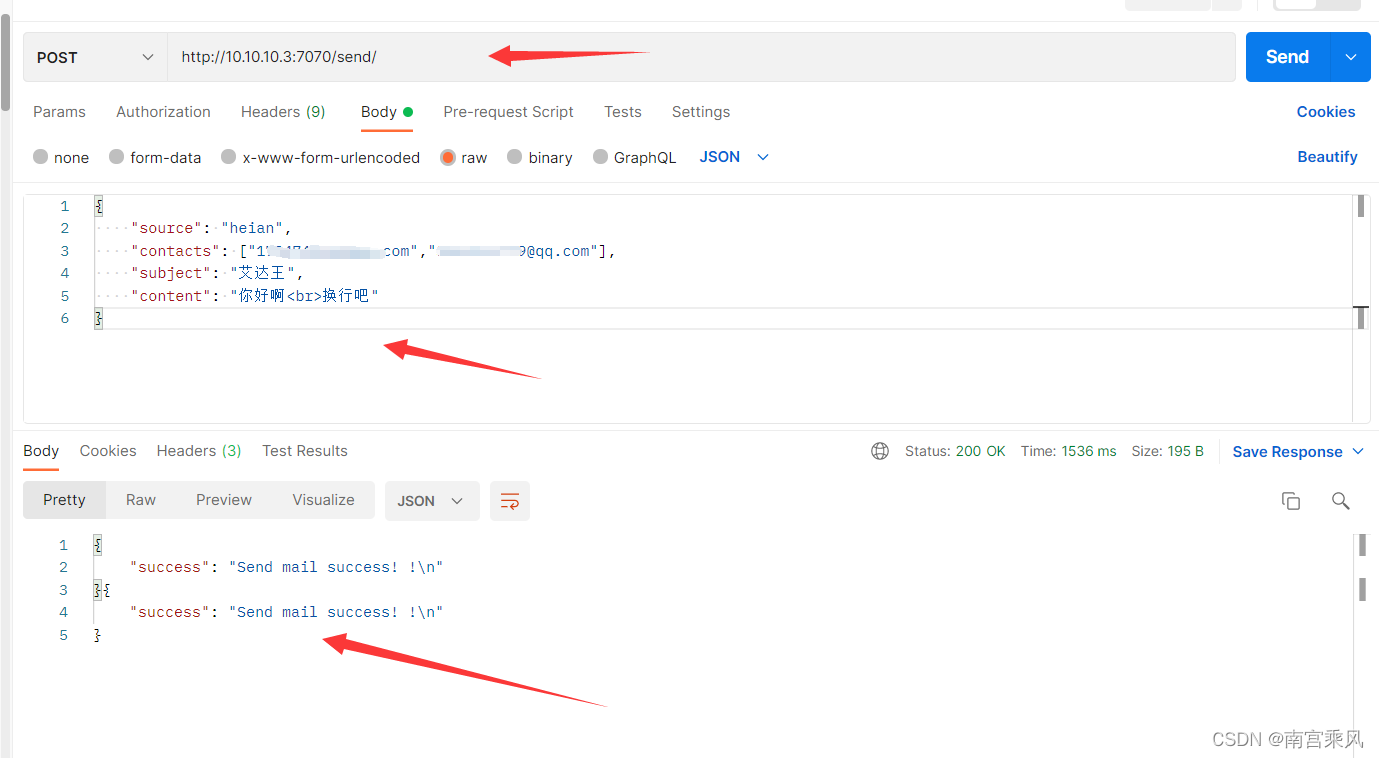 POST http://10.10.10.3:7070/send/ Send
Params Authorization Headers (9) Body Pre-request Script Tests Settings Cookies
none form-data x-www-form-urlencoded raw binary GraphQL JSON Beautify
1 {
2 "source": "heian",
3 "contacts": ["1 com"," 9@qq.com"],
4 "subject": "艾达王",
5 "content": "你好啊<br>换行吧"
6 }
Body Cookies Headers (3) Test Results Status: 200 OK Time: 1536 ms Size: 195 B Save Response
Pretty Raw Preview Visualize JSON
1 {
2 "success": "Send mail success! !\n"
3 }{
4 "success": "Send mail success! !\n"
5 }
CSDN @南宫乘风